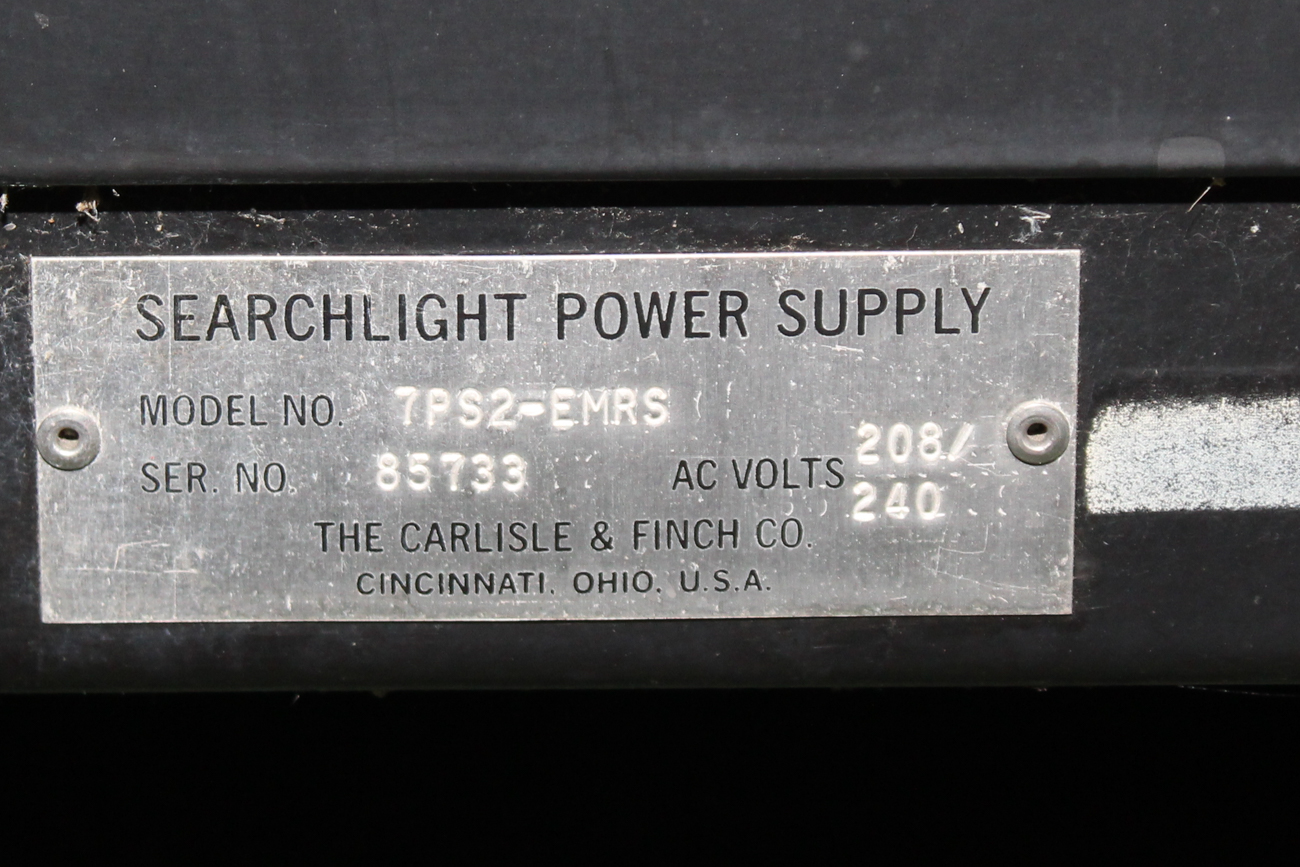 SEARCHLIGHT POWER SUPPLY
MODEL NO. 7PS2-EMRS
SER. NO. 85733 AC VOLTS 208/
240
THE CARLISLE & FINCH CO.
CINCINNATI, OHIO, U.S.A.